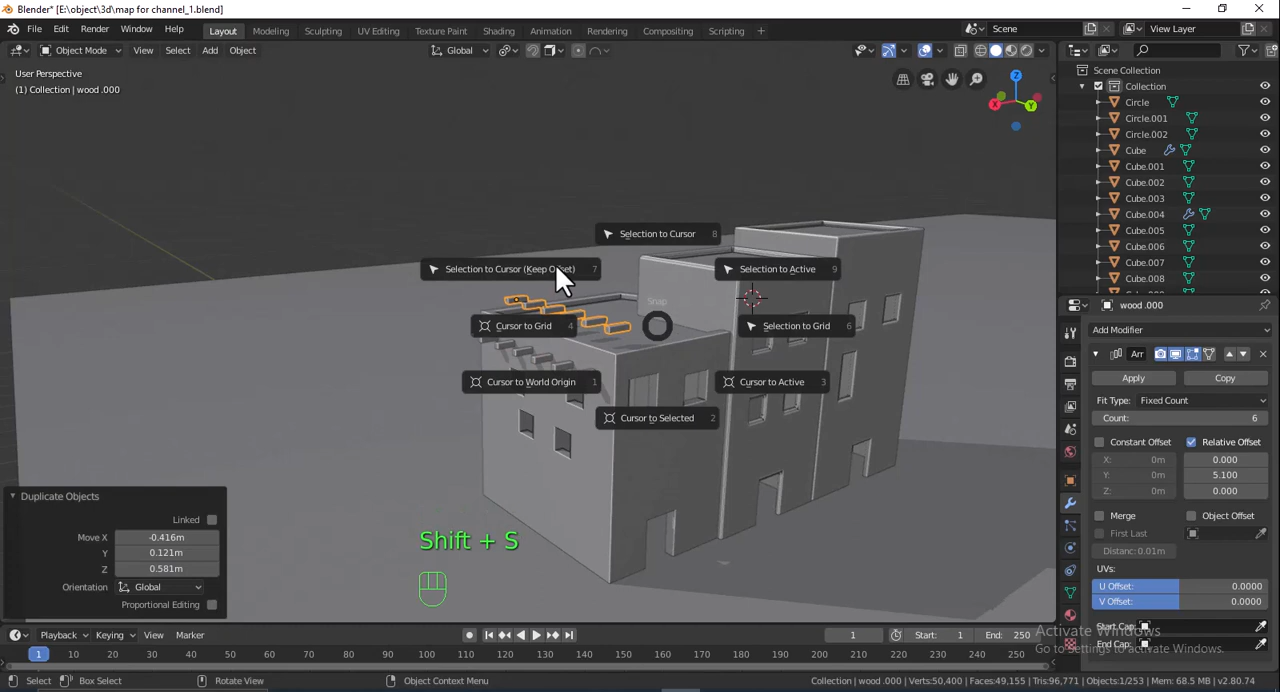 Blender* [E:\object\3d\map for channel_1.blend]
File Edit Render Window Help Layout Modeling Sculpting UV Editing Texture Paint Shading Animation Rendering Compositing Scripting + Scene View Layer
Object Mode View Select Add Object Global
User Perspective
(1) Collection | wood .000
Z
X
Y
Scene Collection
Collection
Circle
Circle.001
Circle.002
Cube
Cube.001
Cube.002
Cube.003
Cube.004
Cube.005
Cube.006
Cube.007
Cube.008
Selection to Cursor 8
Selection to Cursor (Keep Offset) 7
Selection to Active 9
Snap
Cursor to Grid 4
Selection to Grid 6
Cursor to World Origin 1
Cursor to Active 3
Cursor to Selected 2
Shift + S
wood .000
Add Modifier
Arr
Apply Copy
Fit Type: Fixed Count
Count: 6
Constant Offset Relative Offset
X: 0m 0.000
Y: 0m 5.100
Z: 0m 0.000
Merge Object Offset
First Last
Distanc: 0.01m
UVs:
U Offset: 0.0000
V Offset: 0.0000
Start Cap:
End Cap:
Activate Windows
Go to Settings to activate Windows.
Duplicate Objects
Linked
Move X -0.416m
Y 0.121m
Z 0.581m
Orientation Global
Proportional Editing
Playback Keying View Marker 1 Start: 1 End: 250
1 10 20 30 40 50 60 70 80 90 100 110 120 130 140 150 160 170 180 190 200 210 220 230 240 250
Select Box Select Rotate View Object Context Menu Collection | wood .000 | Verts:50,400 | Faces:49,155 | Tris:96,771 | Objects:1/253 | Mem: 68.5 MB | v2.80.74